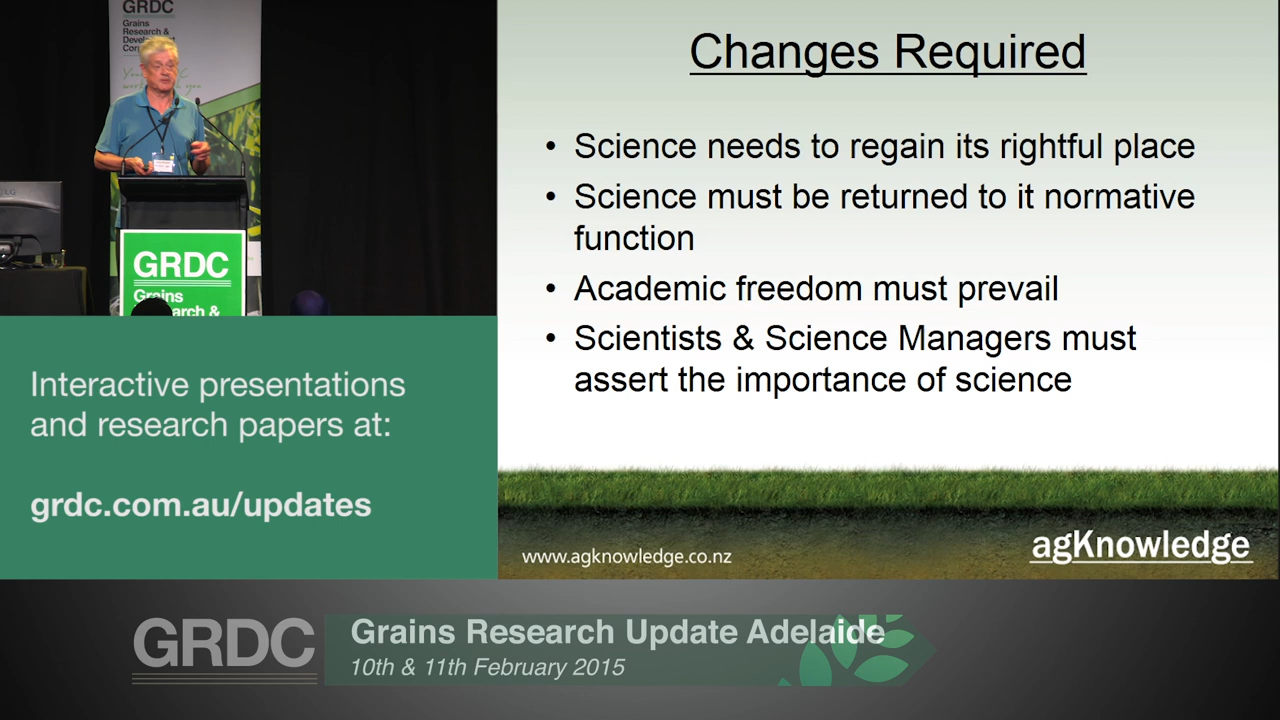 GRDC
Grains
Research &
Development
GRDC
Grains
Changes Required
• Science needs to regain its rightful place
• Science must be returned to it normative
function
• Academic freedom must prevail
• Scientists & Science Managers must
assert the importance of science
www.agknowledge.co.nz
agKnowledge
Interactive presentations
and research papers at:
grdc.com.au/updates
GRDC
Grains Research Update Adelaide
10th & 11th February 2015